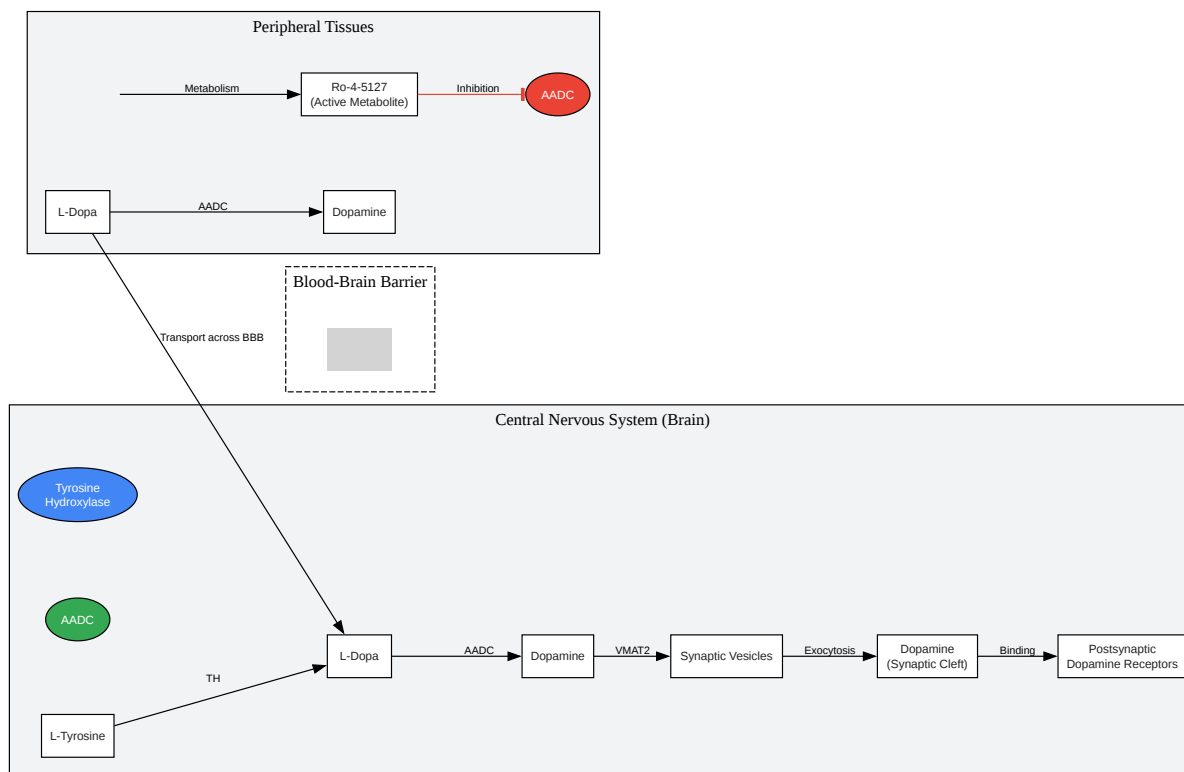 Peripheral Tissues
Metabolism
Ro-4-5127
(Active Metabolite)
Inhibition
AADC
L-Dopa
AADC
Dopamine
Blood-Brain Barrier
Transport across BBB
Central Nervous System (Brain)
Tyrosine
Hydroxylase
AADC
L-Dopa
AADC
Dopamine
VMAT2
Synaptic Vesicles
Exocytosis
Dopamine
(Synaptic Cleft)
Binding
Postsynaptic
Dopamine Receptors
TH
L-Tyrosine